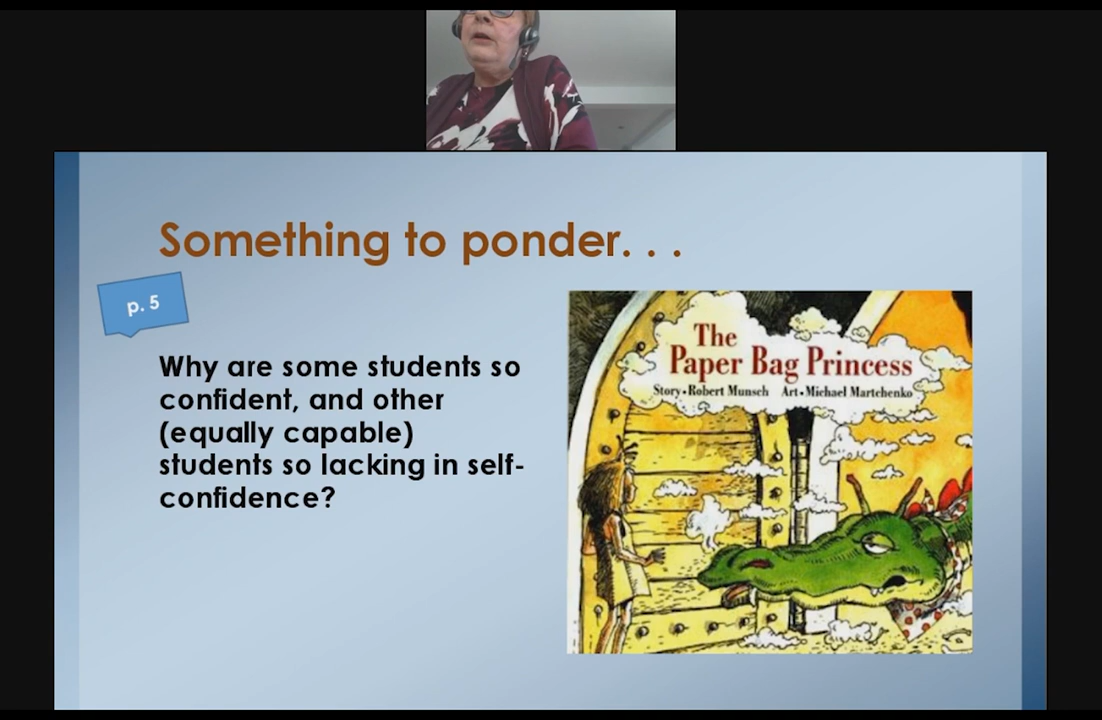 Something to ponder. . .
p. 5
Why are some students so
confident, and other
(equally capable)
students so lacking in self-
confidence?
The
Paper Bag Princess
Story•Robert Munsch Art•Michael Martchenko